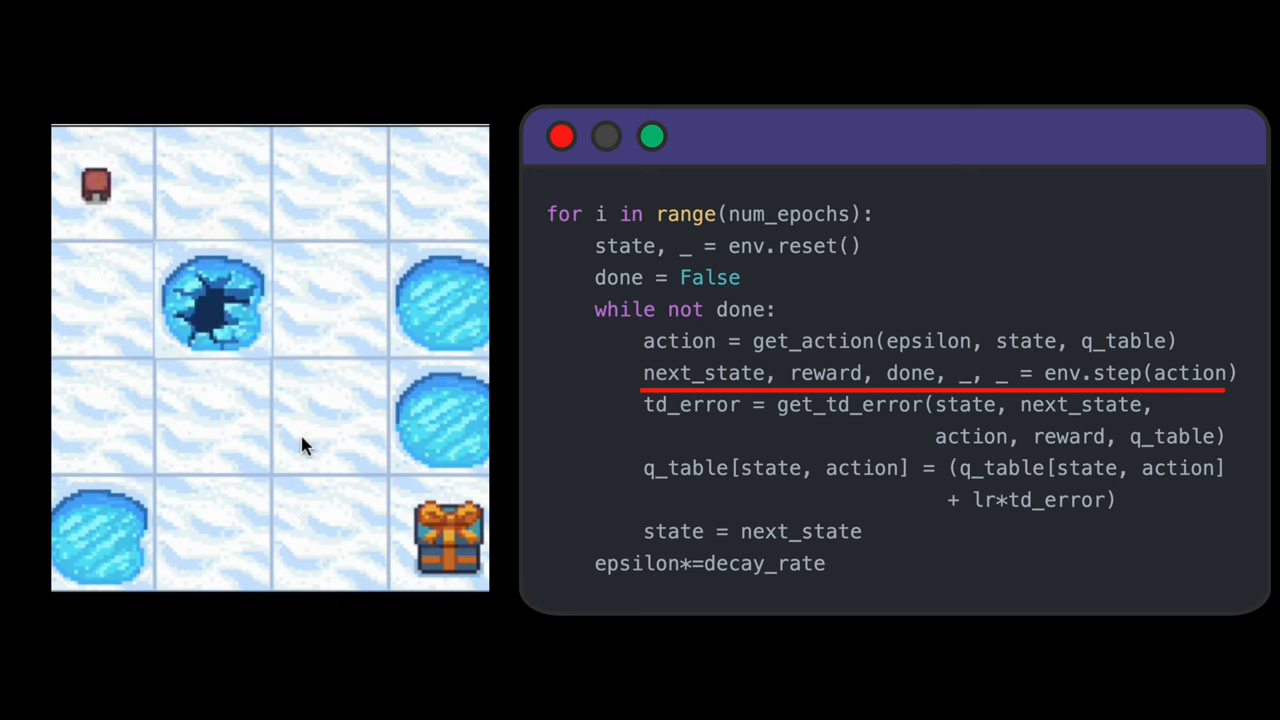 for i in range(num_epochs):
    state, _ = env.reset()
    done = False
    while not done:
        action = get_action(epsilon, state, q_table)
        next_state, reward, done, _, _ = env.step(action)
        td_error = get_td_error(state, next_state,
                                action, reward, q_table)
        q_table[state, action] = (q_table[state, action]
                                 + lr*td_error)
        state = next_state
    epsilon*=decay_rate